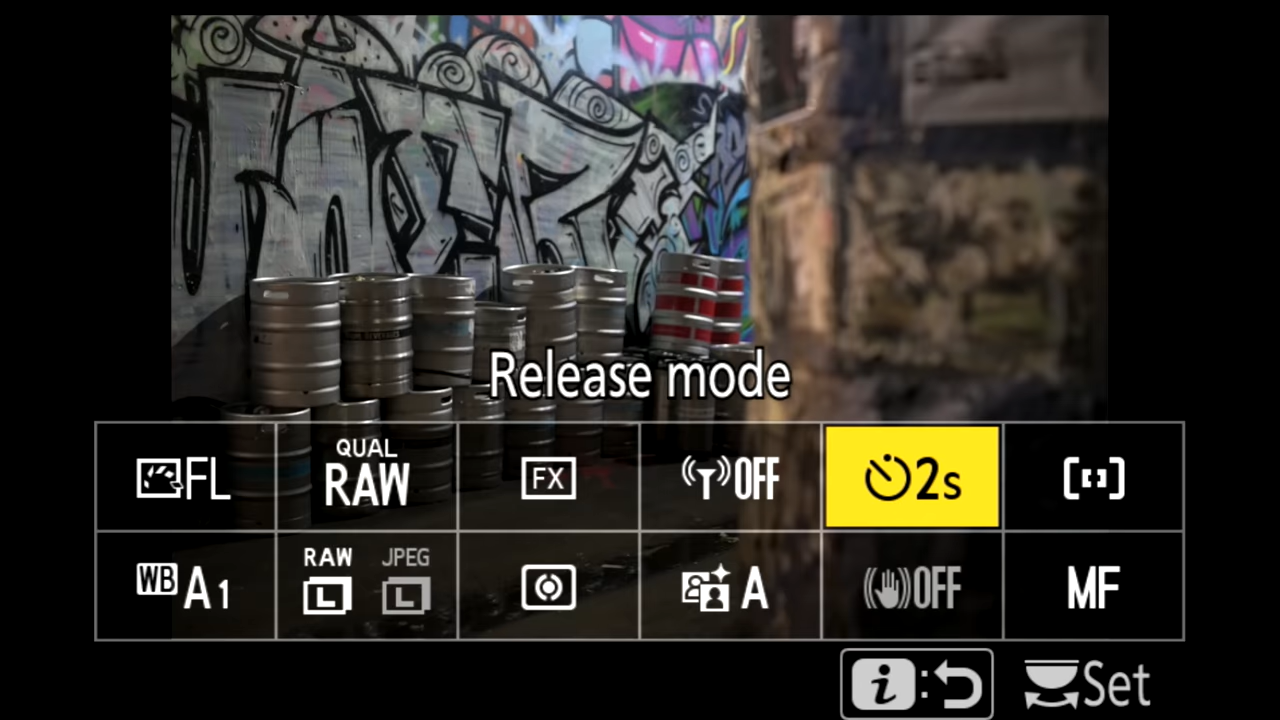 Release mode
FL
QUAL
RAW
FX
OFF
2s
WB A1
RAW JPEG
L L
A
OFF
MF
i: Set